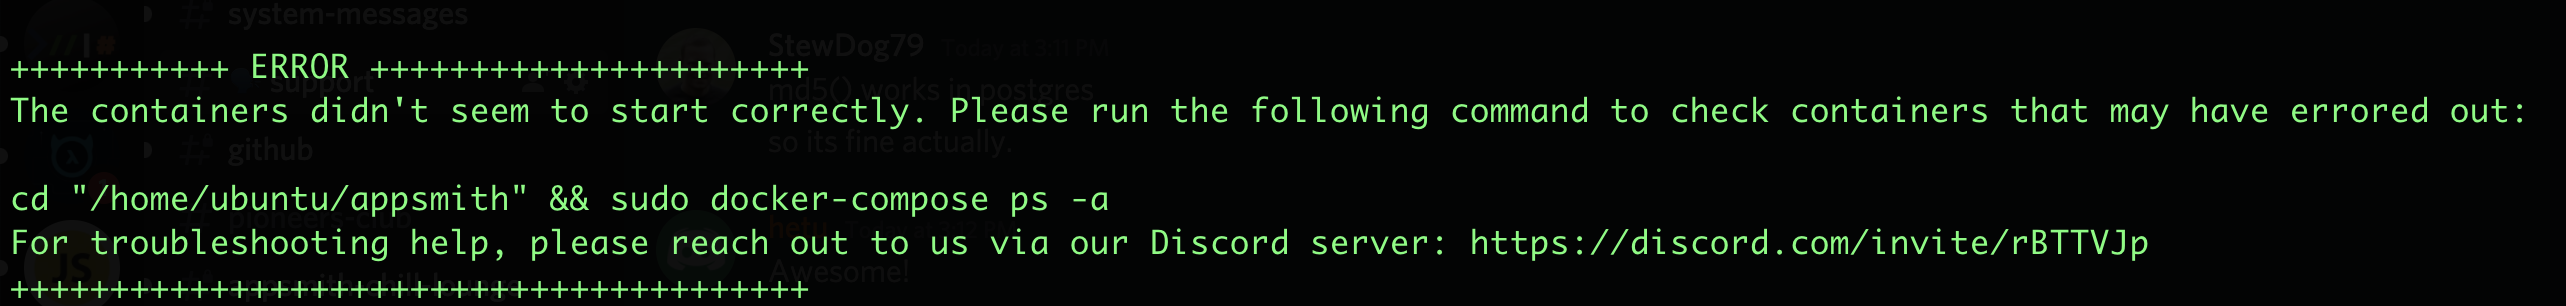 system-messages
StewDog79 Today at 3:11 PM
+++++++++++ ERROR ++++++++++++++++++++++
support
md5() works in postgres
The containers didn't seem to start correctly. Please run the following command to check containers that may have errored out:
so its fine actually.
github
cd "/home/ubuntu/appsmith" && sudo docker-compose ps -a
For troubleshooting help, please reach out to us via our Discord server: https://discord.com/invite/rBTTVJp
JS
Awesome!
++++++++++++++++++++++++++++++++++++++++